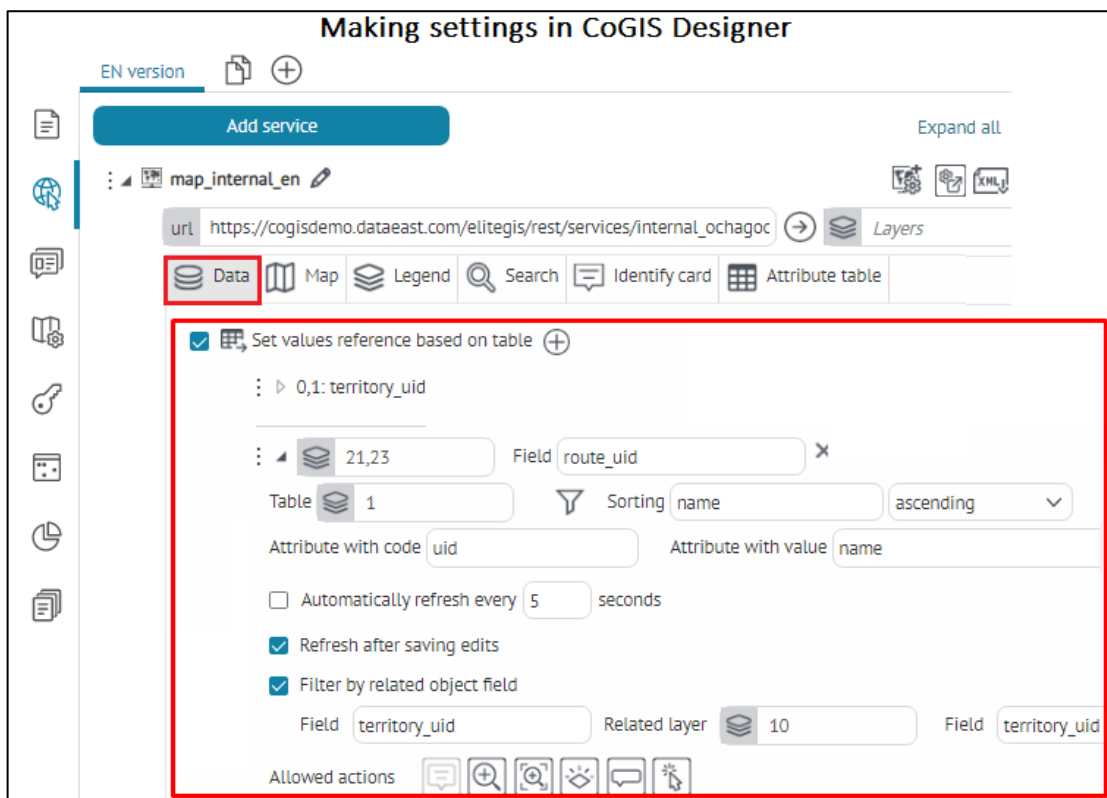 Making settings in CoGIS Designer
EN version
Add service
Expand all
map_internal_en
XML
url https://cogisdemo.dataeast.com/elitegis/rest/services/internal_ochagoc Layers
Data Map Legend Search Identify card Attribute table
Set values reference based on table
0,1: territory_uid
21,23 Field route_uid
Table 1 Sorting name ascending
Attribute with code uid Attribute with value name
Automatically refresh every 5 seconds
Refresh after saving edits
Filter by related object field
Field territory_uid Related layer 10 Field territory_uid
Allowed actions